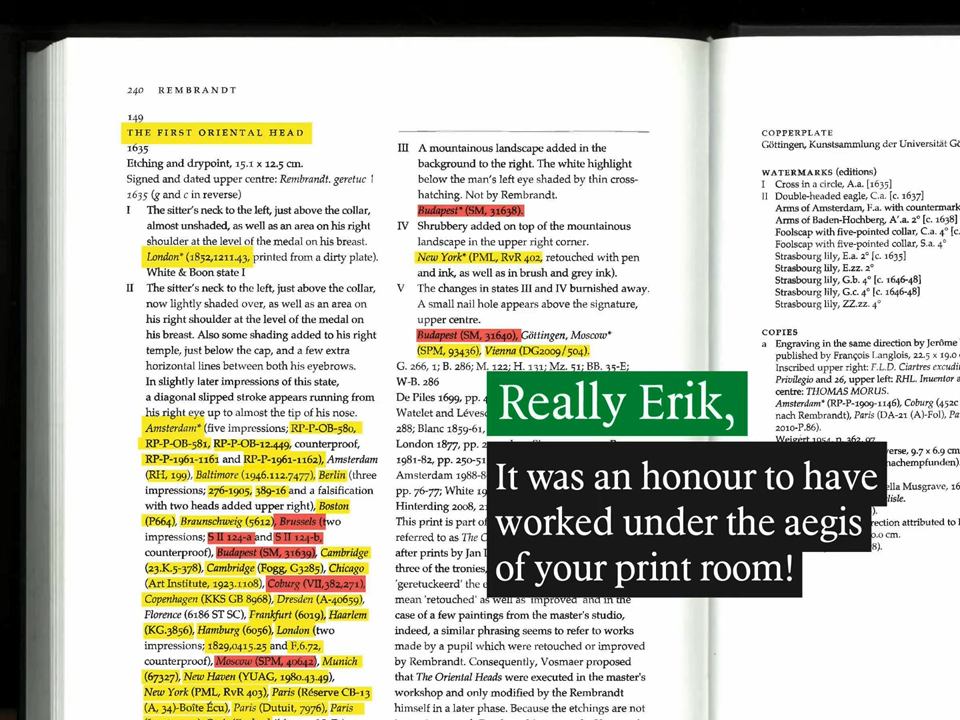 240 REMBRANDT
149
THE FIRST ORIENTAL HEAD
1635
Etching and drypoint, 15.1 x 12.5 cm.
Signed and dated upper centre: Rembrandt. geretuc |
1635 (g and c in reverse)
I The sitter's neck to the left, just above the collar,
almost unshaded, as well as an area on his right
shoulder at the level of the medal on his breast.
London* (1852,1211.43, printed from a dirty plate).
White & Boon state I
II The sitter's neck to the left, just above the collar,
now lightly shaded over, as well as an area on
his right shoulder at the level of the medal on
his breast. Also some shading added to his right
temple, just below the cap, and a few extra
horizontal lines between both his eyebrows.
In slightly later impressions of this state,
a diagonal slipped stroke appears running from
his right eye up to almost the tip of his nose.
Amsterdam* (five impressions; RP-P-OB-580,
RP-P-OB-581, RP-P-OB-12.449, counterproof,
RP-P-1961-1161 and RP-P-1961-1162), Amsterdam
(RH, 199), Baltimore (1946.112.7477), Berlin (three
impressions; 276-1905, 389-16 and a falsification
with two heads added upper right), Boston
(P664), Braunschweig (5612), Brussels (two
impressions; S II 124-a and S II 124-b,
counterproof), Budapest (SM, 31639), Cambridge
(23.K.5-378), Cambridge (Fogg, G3285), Chicago
(Art Institute, 1923.1108), Coburg (VII,382,271),
Copenhagen (KKS GB 8968), Dresden (A-40659),
Florence (6186 ST SC), Frankfurt (6019), Haarlem
(KG.3856), Hamburg (6056), London (two
impressions; 1829,0415.25 and F,6.72,
counterproof), Moscow (SPM, 40642), Munich
(67327), New Haven (YUAG, 1980.43.49),
New York (PML, RvR 403), Paris (Réserve CB-13
(A, 34)-Boîte Écu), Paris (Dutuit, 7976), Paris
III A mountainous landscape added in the
background to the right. The white highlight
below the man's left eye shaded by thin cross-
hatching. Not by Rembrandt.
Budapest* (SM, 31638).
IV Shrubbery added on top of the mountainous
landscape in the upper right corner.
New York* (PML, RvR 402, retouched with pen
and ink, as well as in brush and grey ink).
V The changes in states III and IV burnished away.
A small nail hole appears above the signature,
upper centre.
Budapest (SM, 31640), Göttingen, Moscow*
(SPM, 93436), Vienna (DG2009/504).
G. 266, 1; B. 286; M. 122; H. 131; Mz. 51; BB. 35-E;
W-B. 286
De Piles 1699, pp. 4
Watelet and Lévesc
288; Blanc 1859-61,
London 1877, pp. 2
1981-82, pp. 250-51
Amsterdam 1988-8
pp. 76-77; White 19
Hinterding 2008, 2
This print is part of
referred to as The O
after prints by Jan L
three of the tronies,
'geretuckeerd' the e
mean 'retouched' as well as 'improved' and in the
case of a few paintings from the master's studio,
indeed, a similar phrasing seems to refer to works
made by a pupil which were retouched or improved
by Rembrandt. Consequently, Vosmaer proposed
that The Oriental Heads were executed in the master's
workshop and only modified by the Rembrandt
himself in a later phase. Because the etchings are not
Really Erik,
It was an honour to have
worked under the aegis
of your print room!
COPPERPLATE
Göttingen, Kunstsammlung der Universität Gö
WATERMARKS (editions)
I Cross in a circle, A.a. [1635]
II Double-headed eagle, C.a. [c. 1637]
Arms of Amsterdam, F.a. with countermark
Arms of Baden-Hochberg, A'.a. 2° [c. 1638]
Foolscap with five-pointed collar, C.a. 4° [c.
Foolscap with five-pointed collar, S.a. 4°
Strasbourg lily, E.a. 2° [c. 1635]
Strasbourg lily, E.zz. 2°
Strasbourg lily, G.b. 4° [c. 1646-48]
Strasbourg lily, G.c. 4° [c. 1646-48]
Strasbourg lily, ZZ.zz. 4°
COPIES
a Engraving in the same direction by Jerôme
published by François Langlois, 22.5 x 19.0
Inscribed upper right: F.L.D. Ciartres excudi
Privilegio and 26, upper left: RHL. Inuentor a
centre: THOMAS MORUS.
Amsterdam* (RP-P-1909-1146), Coburg (452c
nach Rembrandt), Paris (DA-21 (A)-Fol), Pa
2010-P.86).
Weigert 1954, p. 362, 97
verse, 9.7 x 6.9 cm
nachempfunden).
ella Musgrave, 16
lisle.
rection attributed to
0.0 cm.
8).